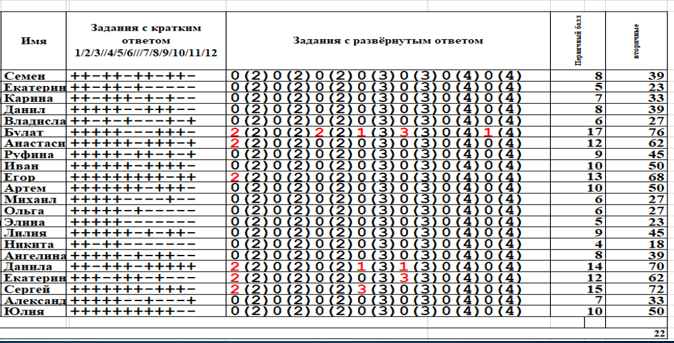 Имя Задания с кратким ответом 1/2/3//4/5/6///7/8/9/10/11/12 Задания с развёрнутым ответом Первичный балл вторичные
Семен ++-++-++-++- 0(2)0(2)0(2)0(3)0(3)0(4)0(4) 8 39
Екатерин ++-++-+----- 0(2)0(2)0(2)0(3)0(3)0(4)0(4) 5 23
Карина ++-+++-+-+-- 0(2)0(2)0(2)0(3)0(3)0(4)0(4) 7 33
Данил +++++--+++-- 0(2)0(2)0(2)0(3)0(3)0(4)0(4) 8 39
Владисла ++-+-+---+-+ 0(2)0(2)0(2)0(3)0(3)0(4)0(4) 6 27
Булат +++++---+++- 2(2)0(2)2(2)1(3)3(3)0(4)1(4) 17 76
Анастаси ++++++-+++-+ 2(2)0(2)0(2)0(3)0(3)0(4)0(4) 12 62
Руфина +++++-++-+-+ 0(2)0(2)0(2)0(3)0(3)0(4)0(4) 9 45
Иван ++++++-++++- 0(2)0(2)0(2)0(3)0(3)0(4)0(4) 10 50
Егор +++++++++-++ 2(2)0(2)0(2)0(3)0(3)0(4)0(4) 13 68
Артем +++++++-+++- 0(2)0(2)0(2)0(3)0(3)0(4)0(4) 10 50
Михаил +++++----+-- 0(2)0(2)0(2)0(3)0(3)0(4)0(4) 6 27
Ольга +++++-+----- 0(2)0(2)0(2)0(3)0(3)0(4)0(4) 6 27
Элина +++++------- 0(2)0(2)0(2)0(3)0(3)0(4)0(4) 5 23
Лилия ++++++-+-++- 0(2)0(2)0(2)0(3)0(3)0(4)0(4) 9 45
Никита ++-++------- 0(2)0(2)0(2)0(3)0(3)0(4)0(4) 4 18
Ангелина +++++-+-++-- 0(2)0(2)0(2)0(3)0(3)0(4)0(4) 8 39
Данила ++-+++-+++++ 2(2)0(2)0(2)1(3)1(3)0(4)0(4) 14 70
Екатерин ++-+++-++--- 2(2)0(2)0(2)0(3)3(3)0(4)0(4) 12 62
Сергей +++++++-+++- 2(2)0(2)0(2)3(3)0(3)0(4)0(4) 15 72
Александ +++++--+---+ 0(2)0(2)0(2)0(3)0(3)0(4)0(4) 7 33
Юлия ++++++++++-- 0(2)0(2)0(2)0(3)0(3)0(4)0(4) 10 50
22